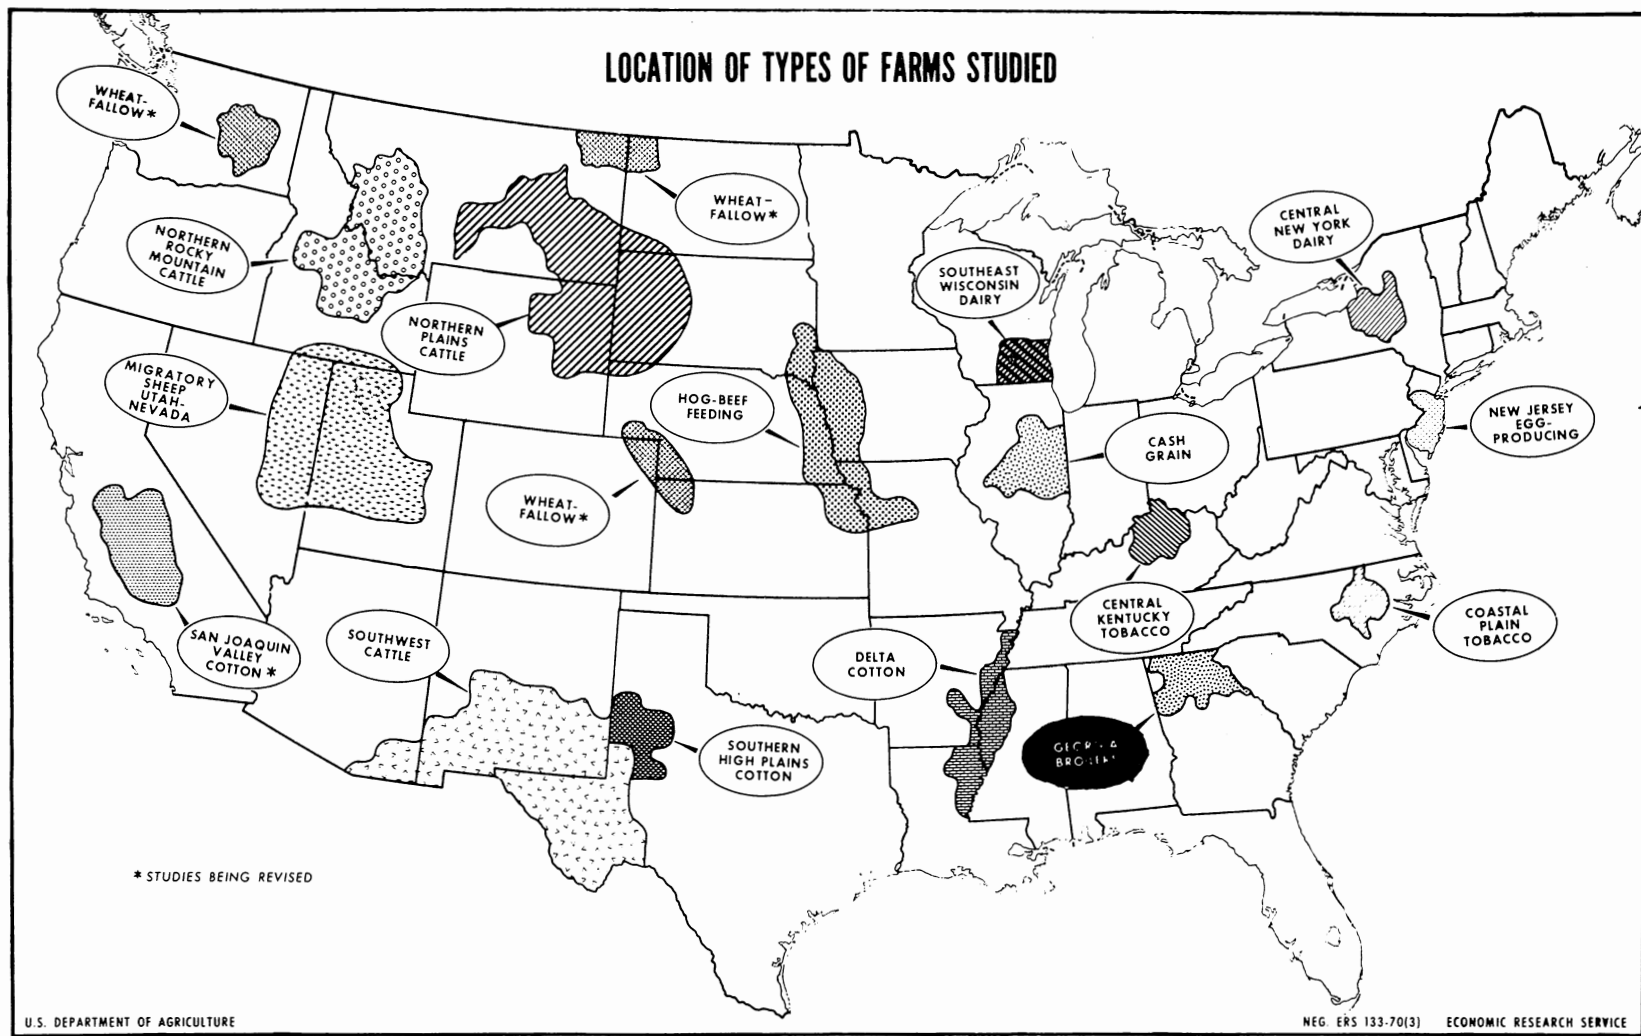 LOCATION OF TYPES OF FARMS STUDIED
WHEAT-
FALLOW*
NORTHERN
ROCKY
MOUNTAIN
CATTLE
WHEAT-
FALLOW*
CENTRAL
NEW YORK
DAIRY
SOUTHEAST
WISCONSIN
DAIRY
NORTHERN
PLAINS
CATTLE
MIGRATORY
SHEEP
UTAH-
NEVADA
HOG-BEEF
FEEDING
NEW JERSEY
EGG-
PRODUCING
CASH
GRAIN
WHEAT-
FALLOW*
CENTRAL
KENTUCKY
TOBACCO
COASTAL
PLAIN
TOBACCO
SAN JOAQUIN
VALLEY
COTTON*
SOUTHWEST
CATTLE
DELTA
COTTON
SOUTHERN
HIGH PLAINS
COTTON
* STUDIES BEING REVISED
U.S. DEPARTMENT OF AGRICULTURE
NEG. ERS 133-70(3) ECONOMIC RESEARCH SERVICE